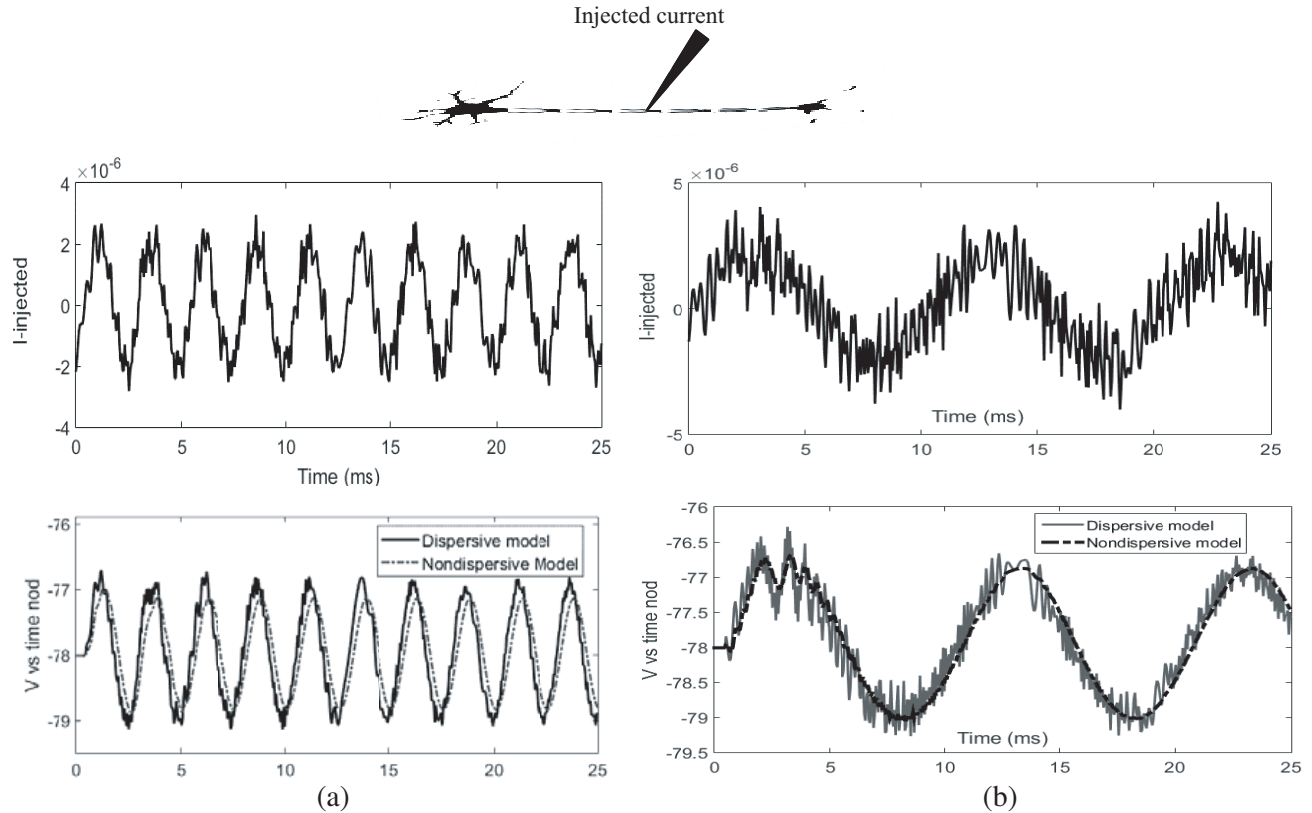 Injected current
×10-6
4
2
0
-2
-4
I-injected
0 5 10 15 20 25
Time (ms)
× 10-6
5
0
-5
I-injected
Time (ms)
0 5 10 15 20 25
-76
-77
-78
-79
V vs time nod
Dispersive model
Nondispersive Model
0 5 10 15 20 25
(a)
-76
-76.5
-77
-77.5
-78
-78.5
-79
-79.5
V vs time nod
Dispersive model
Nondispersive model
Time (ms)
0 5 10 15 20 25
(b)